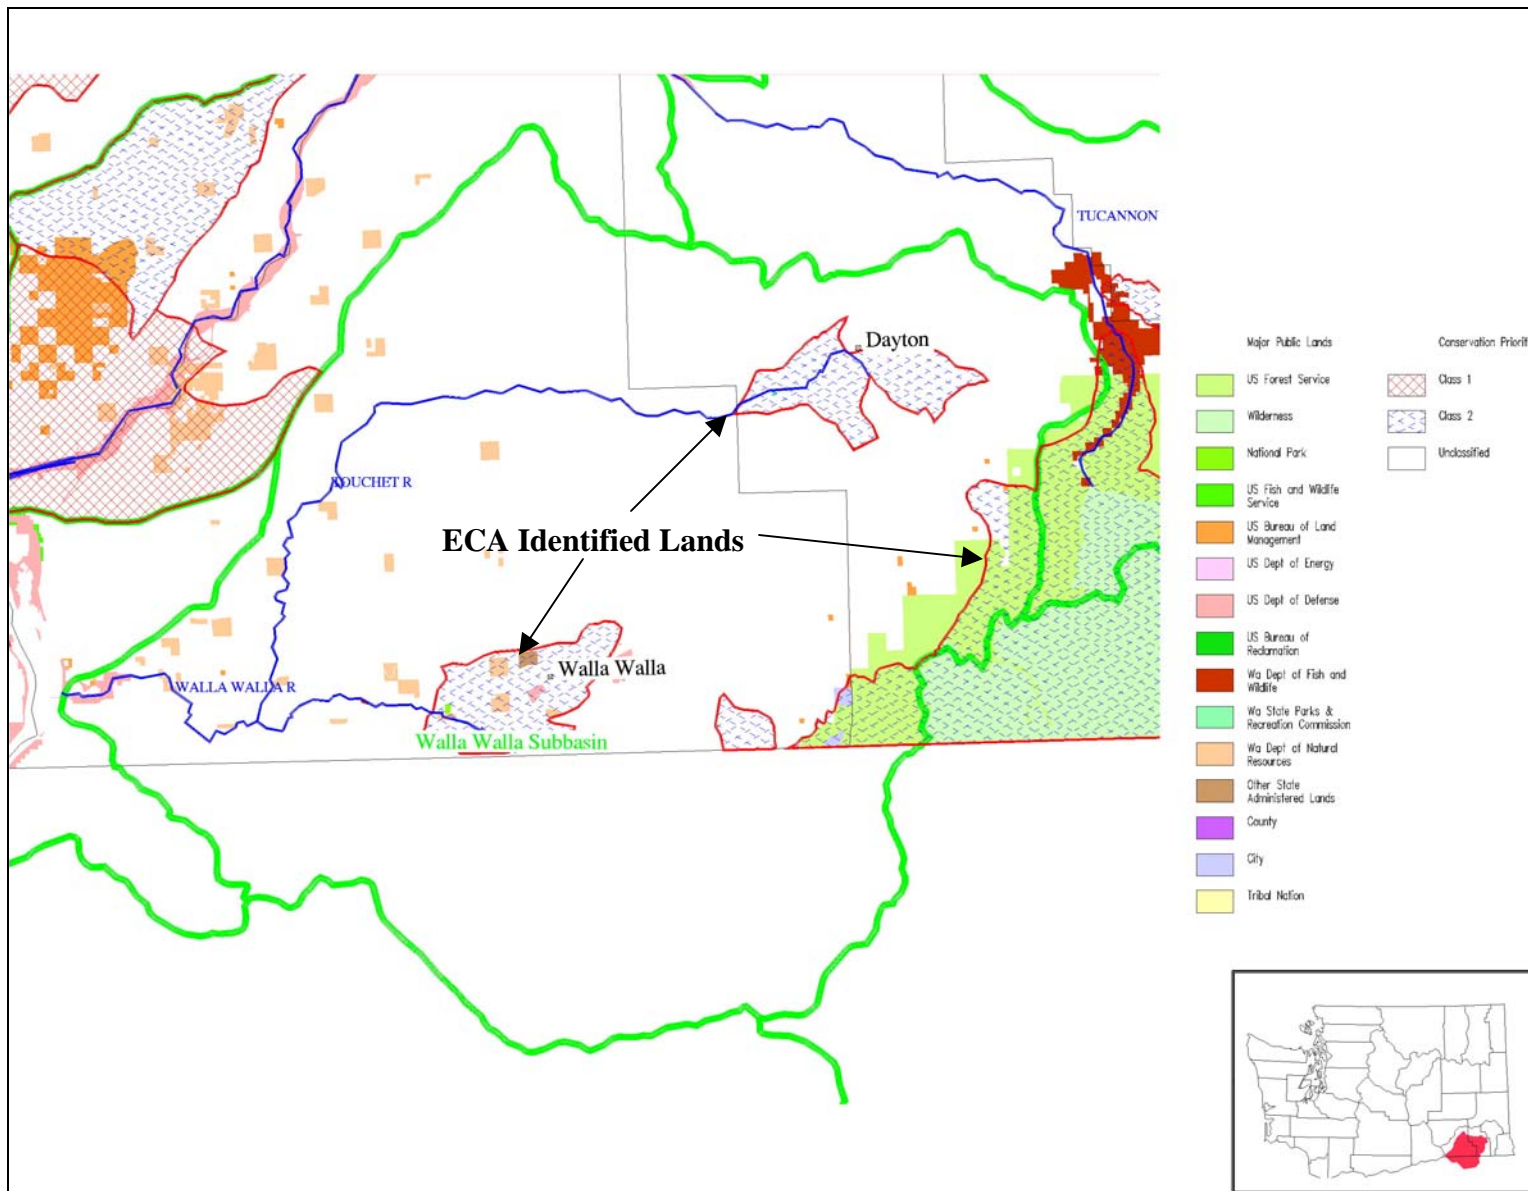 TUCANNON
Dayton
TOUCHET R
ECA Identified Lands
Walla Walla
WALLA WALLA R
Walla Walla Subbasin
Major Public Lands
US Forest Service
Wilderness
National Park
US Fish and Wildlife
Service
US Bureau of Land
Management
US Dept of Energy
US Dept of Defense
US Bureau of
Reclamation
Wa Dept of Fish and
Wildlife
Wa State Parks &
Recreation Commission
Wa Dept of Natural
Resources
Other State
Administered Lands
County
City
Tribal Nation
Conservation Priorit
Class 1
Class 2
Unclassified